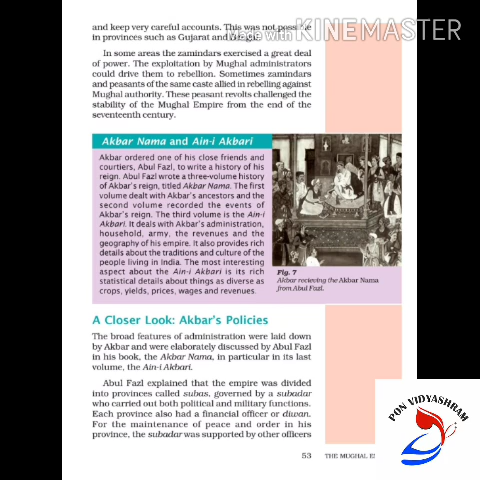 and keep very careful accounts. This was not possible
in provinces such as Gujarat and Bengal.
Made with KINEMASTER
In some areas the zamindars exercised a great deal
of power. The exploitation by Mughal administrators
could drive them to rebellion. Sometimes zamindars
and peasants of the same caste allied in rebelling against
Mughal authority. These peasant revolts challenged the
stability of the Mughal Empire from the end of the
seventeenth century.
Akbar Nama and Ain-i Akbari
Akbar ordered one of his close friends and
courtiers, Abul Fazl, to write a history of his
reign. Abul Fazl wrote a three-volume history
of Akbar's reign, titled Akbar Nama. The first
volume dealt with Akbar's ancestors and the
second volume recorded the events of
Akbar's reign. The third volume is the Ain-i
Akbari. It deals with Akbar's administration,
household, army, the revenues and the
geography of his empire. It also provides rich
details about the traditions and culture of the
people living in India. The most interesting
aspect about the Ain-i Akbari is its rich
statistical details about things as diverse as
crops, yields, prices, wages and revenues.
Fig. 7
Akbar recieving the Akbar Nama
from Abul Fazl.
A Closer Look: Akbar's Policies
The broad features of administration were laid down
by Akbar and were elaborately discussed by Abul Fazl
in his book, the Akbar Nama, in particular in its last
volume, the Ain-i Akbari.
Abul Fazl explained that the empire was divided
into provinces called subas, governed by a subadar
who carried out both political and military functions.
Each province also had a financial officer or diwan.
For the maintenance of peace and order in his
province, the subadar was supported by other officers
53 THE MUGHAL E
PON VIDYASHRAM